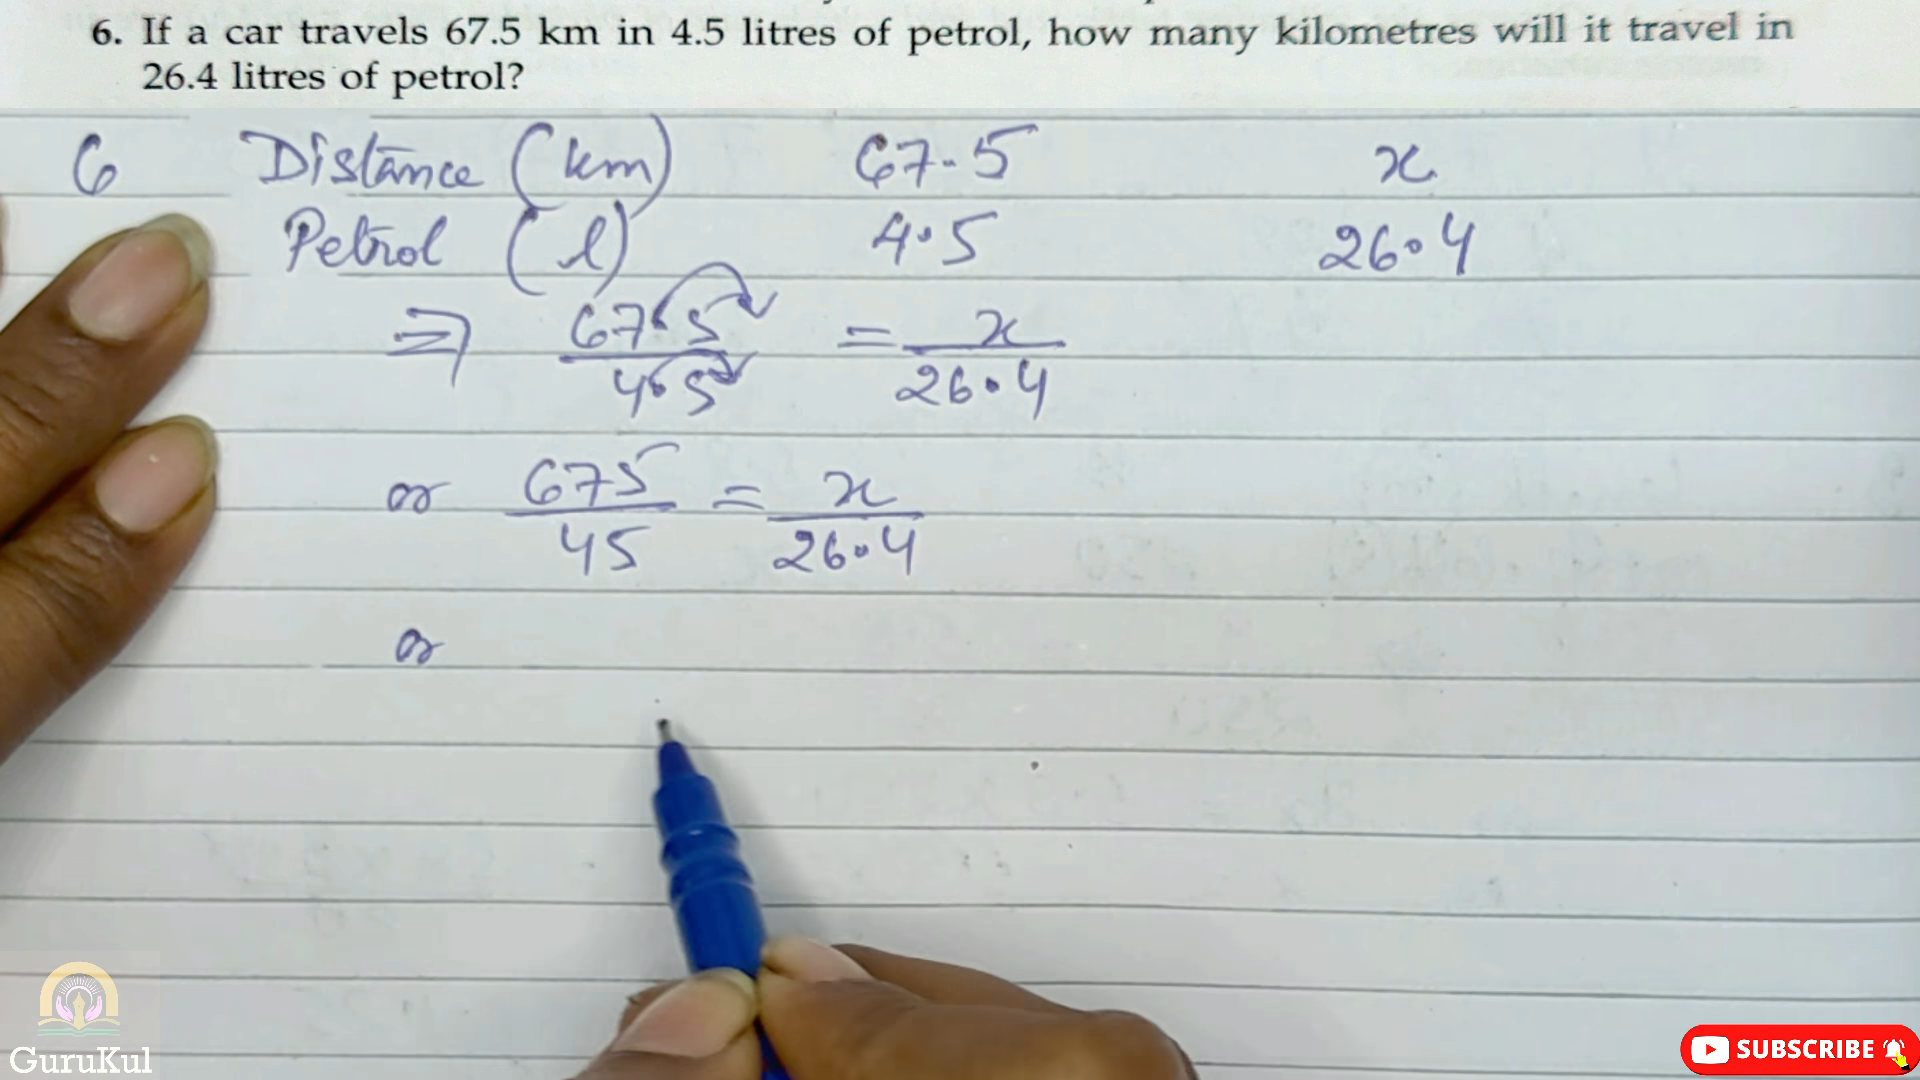 6. If a car travels 67.5 km in 4.5 litres of petrol, how many kilometres will it travel in
26.4 litres of petrol?
6 Distance (km) 67.5 x
Petrol (l) 4.5 26.4
⇒ 67.5/4.5 = x/26.4
or 675/45 = x/26.4
or
GuruKul
SUBSCRIBE